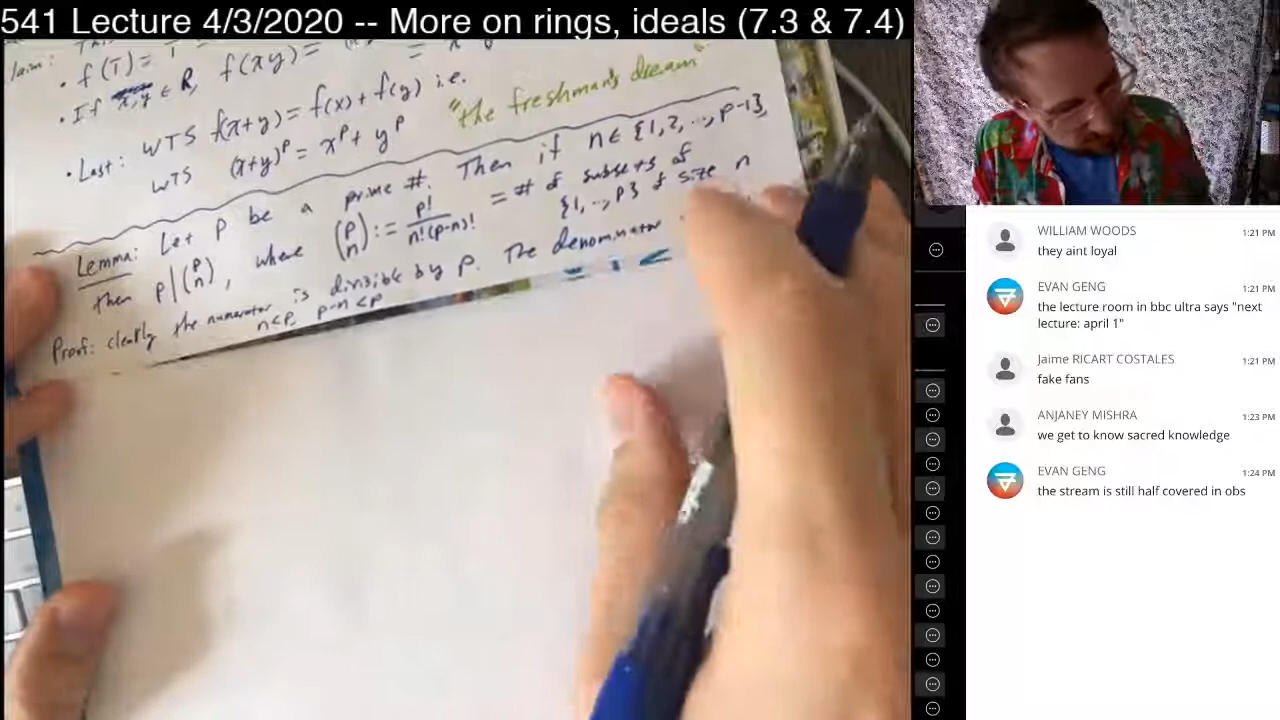 541 Lecture 4/3/2020 -- More on rings, ideals (7.3 & 7.4)
• f(1) = 1
• If x,y ∈ R, f(xy) =
• Last: WTS f(x+y) = f(x) + f(y) i.e.
WTS (x+y)^p = x^p + y^p "the freshman's dream"
Lemma: Let p be a prime #. Then if n ∈ {1,2,..,p-1},
then p | (p n), where (p n) := p!/n!(p-n)! = # of subsets of
{1,..,p} of size n
Proof: clearly the numerator is divisible by p. The denominator
n<p, p-n<p
WILLIAM WOODS 1:21 PM
they aint loyal
EVAN GENG 1:21 PM
the lecture room in bbc ultra says "next
lecture: april 1"
Jaime RICART COSTALES 1:21 PM
fake fans
ANJANEY MISHRA 1:23 PM
we get to know sacred knowledge
EVAN GENG 1:24 PM
the stream is still half covered in obs